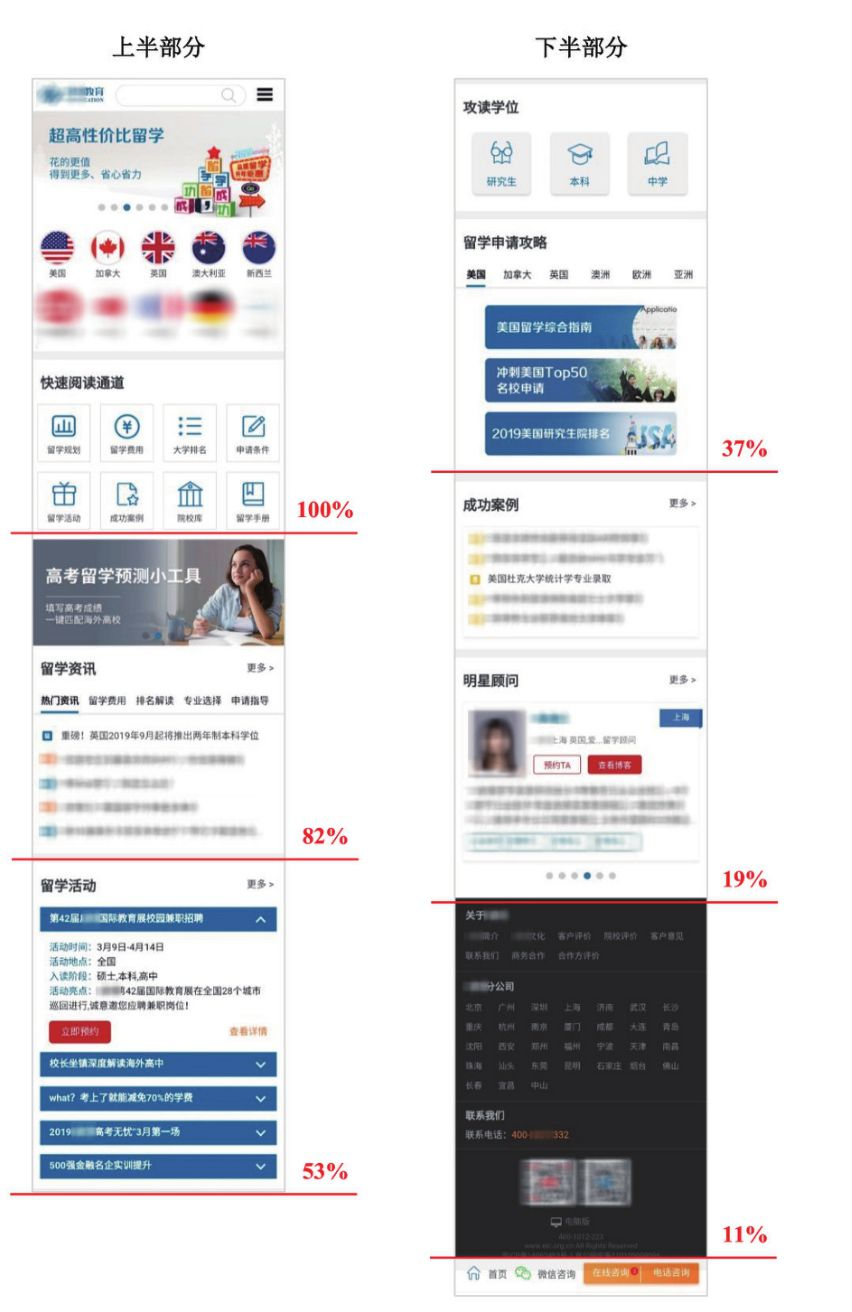 上半部分
教育
超高性价比留学
花的更值
得到更多、省心省力
美国 加拿大 英国 澳大利亚 新西兰
快速阅读通道
留学规划 留学费用 大学排名 申请条件
留学活动 成功案例 院校库 留学手册
100%
高考留学预测小工具
填写高考成绩
一键匹配海外高校
留学资讯 更多 >
热门资讯 留学费用 排名解读 专业选择 申请指导
重磅！英国2019年9月起将推出两年制本科学位
82%
留学活动 更多 >
第42届 国际教育展校园兼职招聘
活动时间：3月9日-4月14日
活动地点：全国
入读阶段：硕士,本科,高中
活动亮点： 42届国际教育展在全国28个城市
巡回进行,诚意邀您应聘兼职岗位!
立即预约 查看详情
校长坐镇深度解读海外高中
what？考上了就能减免70%的学费
2019 高考无忧"3月第一场
500强金融名企实训提升
53%
下半部分
攻读学位
研究生 本科 中学
留学申请攻略
美国 加拿大 英国 澳洲 欧洲 亚洲
Applicatio
美国留学综合指南
冲刺美国Top50
名校申请
2019美国研究生院排名
USA
37%
成功案例 更多 >
美国杜克大学统计学专业录取
明星顾问 更多 >
上海
上海 英国,爱...留学顾问
预约TA 查看博客
19%
关于
简介 文化 客户评价 院校评价 客户意见
联系我们 商务合作 合作方评价
分公司
北京 广州 深圳 上海 济南 武汉 长沙
重庆 杭州 南京 厦门 成都 大连 青岛
沈阳 西安 郑州 福州 宁波 天津 南昌
珠海 汕头 东莞 昆明 石家庄 烟台 佛山
长春 宜昌 中山
联系我们
联系电话：400- 332
电脑版
11%
首页 微信咨询 在线咨询 电话咨询